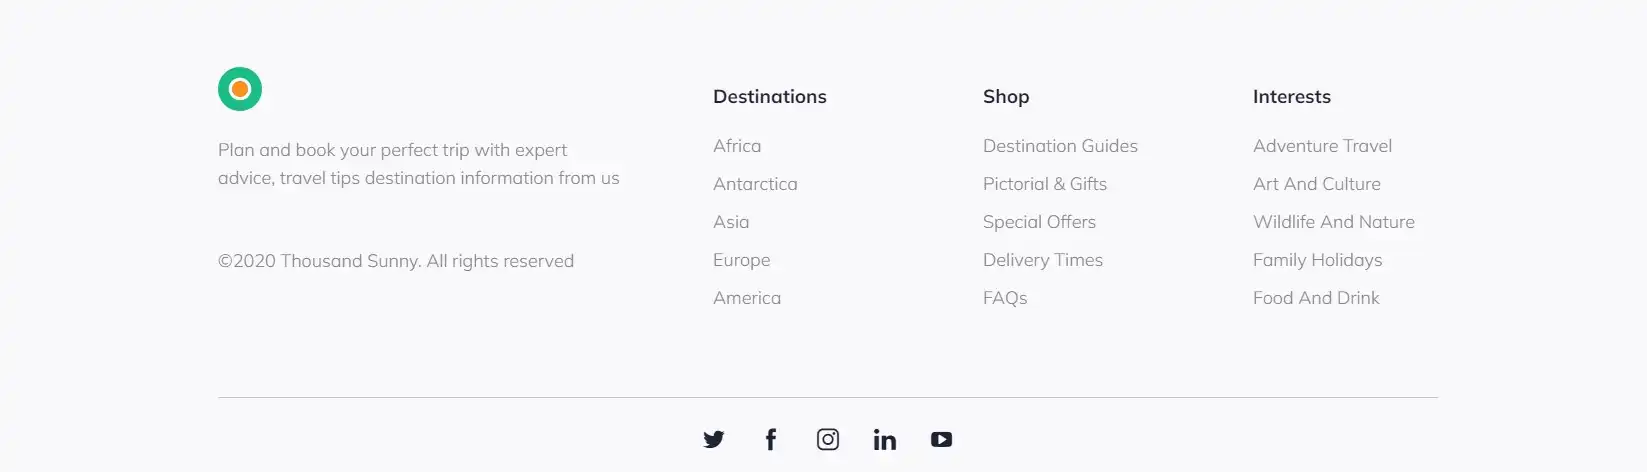 Plan and book your perfect trip with expert
advice, travel tips destination information from us
©2020 Thousand Sunny. All rights reserved
Destinations
Africa
Antarctica
Asia
Europe
America
Shop
Destination Guides
Pictorial & Gifts
Special Offers
Delivery Times
FAQs
Interests
Adventure Travel
Art And Culture
Wildlife And Nature
Family Holidays
Food And Drink